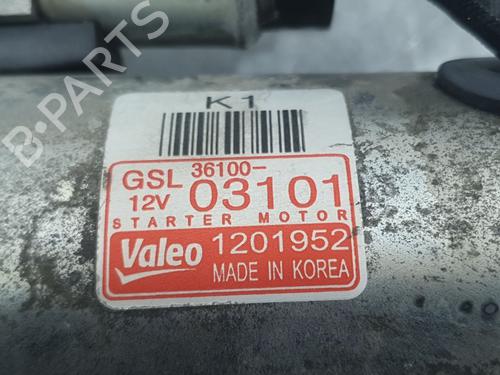 K1
GSL 36100-
12V 03101
STARTER MOTOR
Valeo 1201952
MADE IN KOREA
B-PARTS